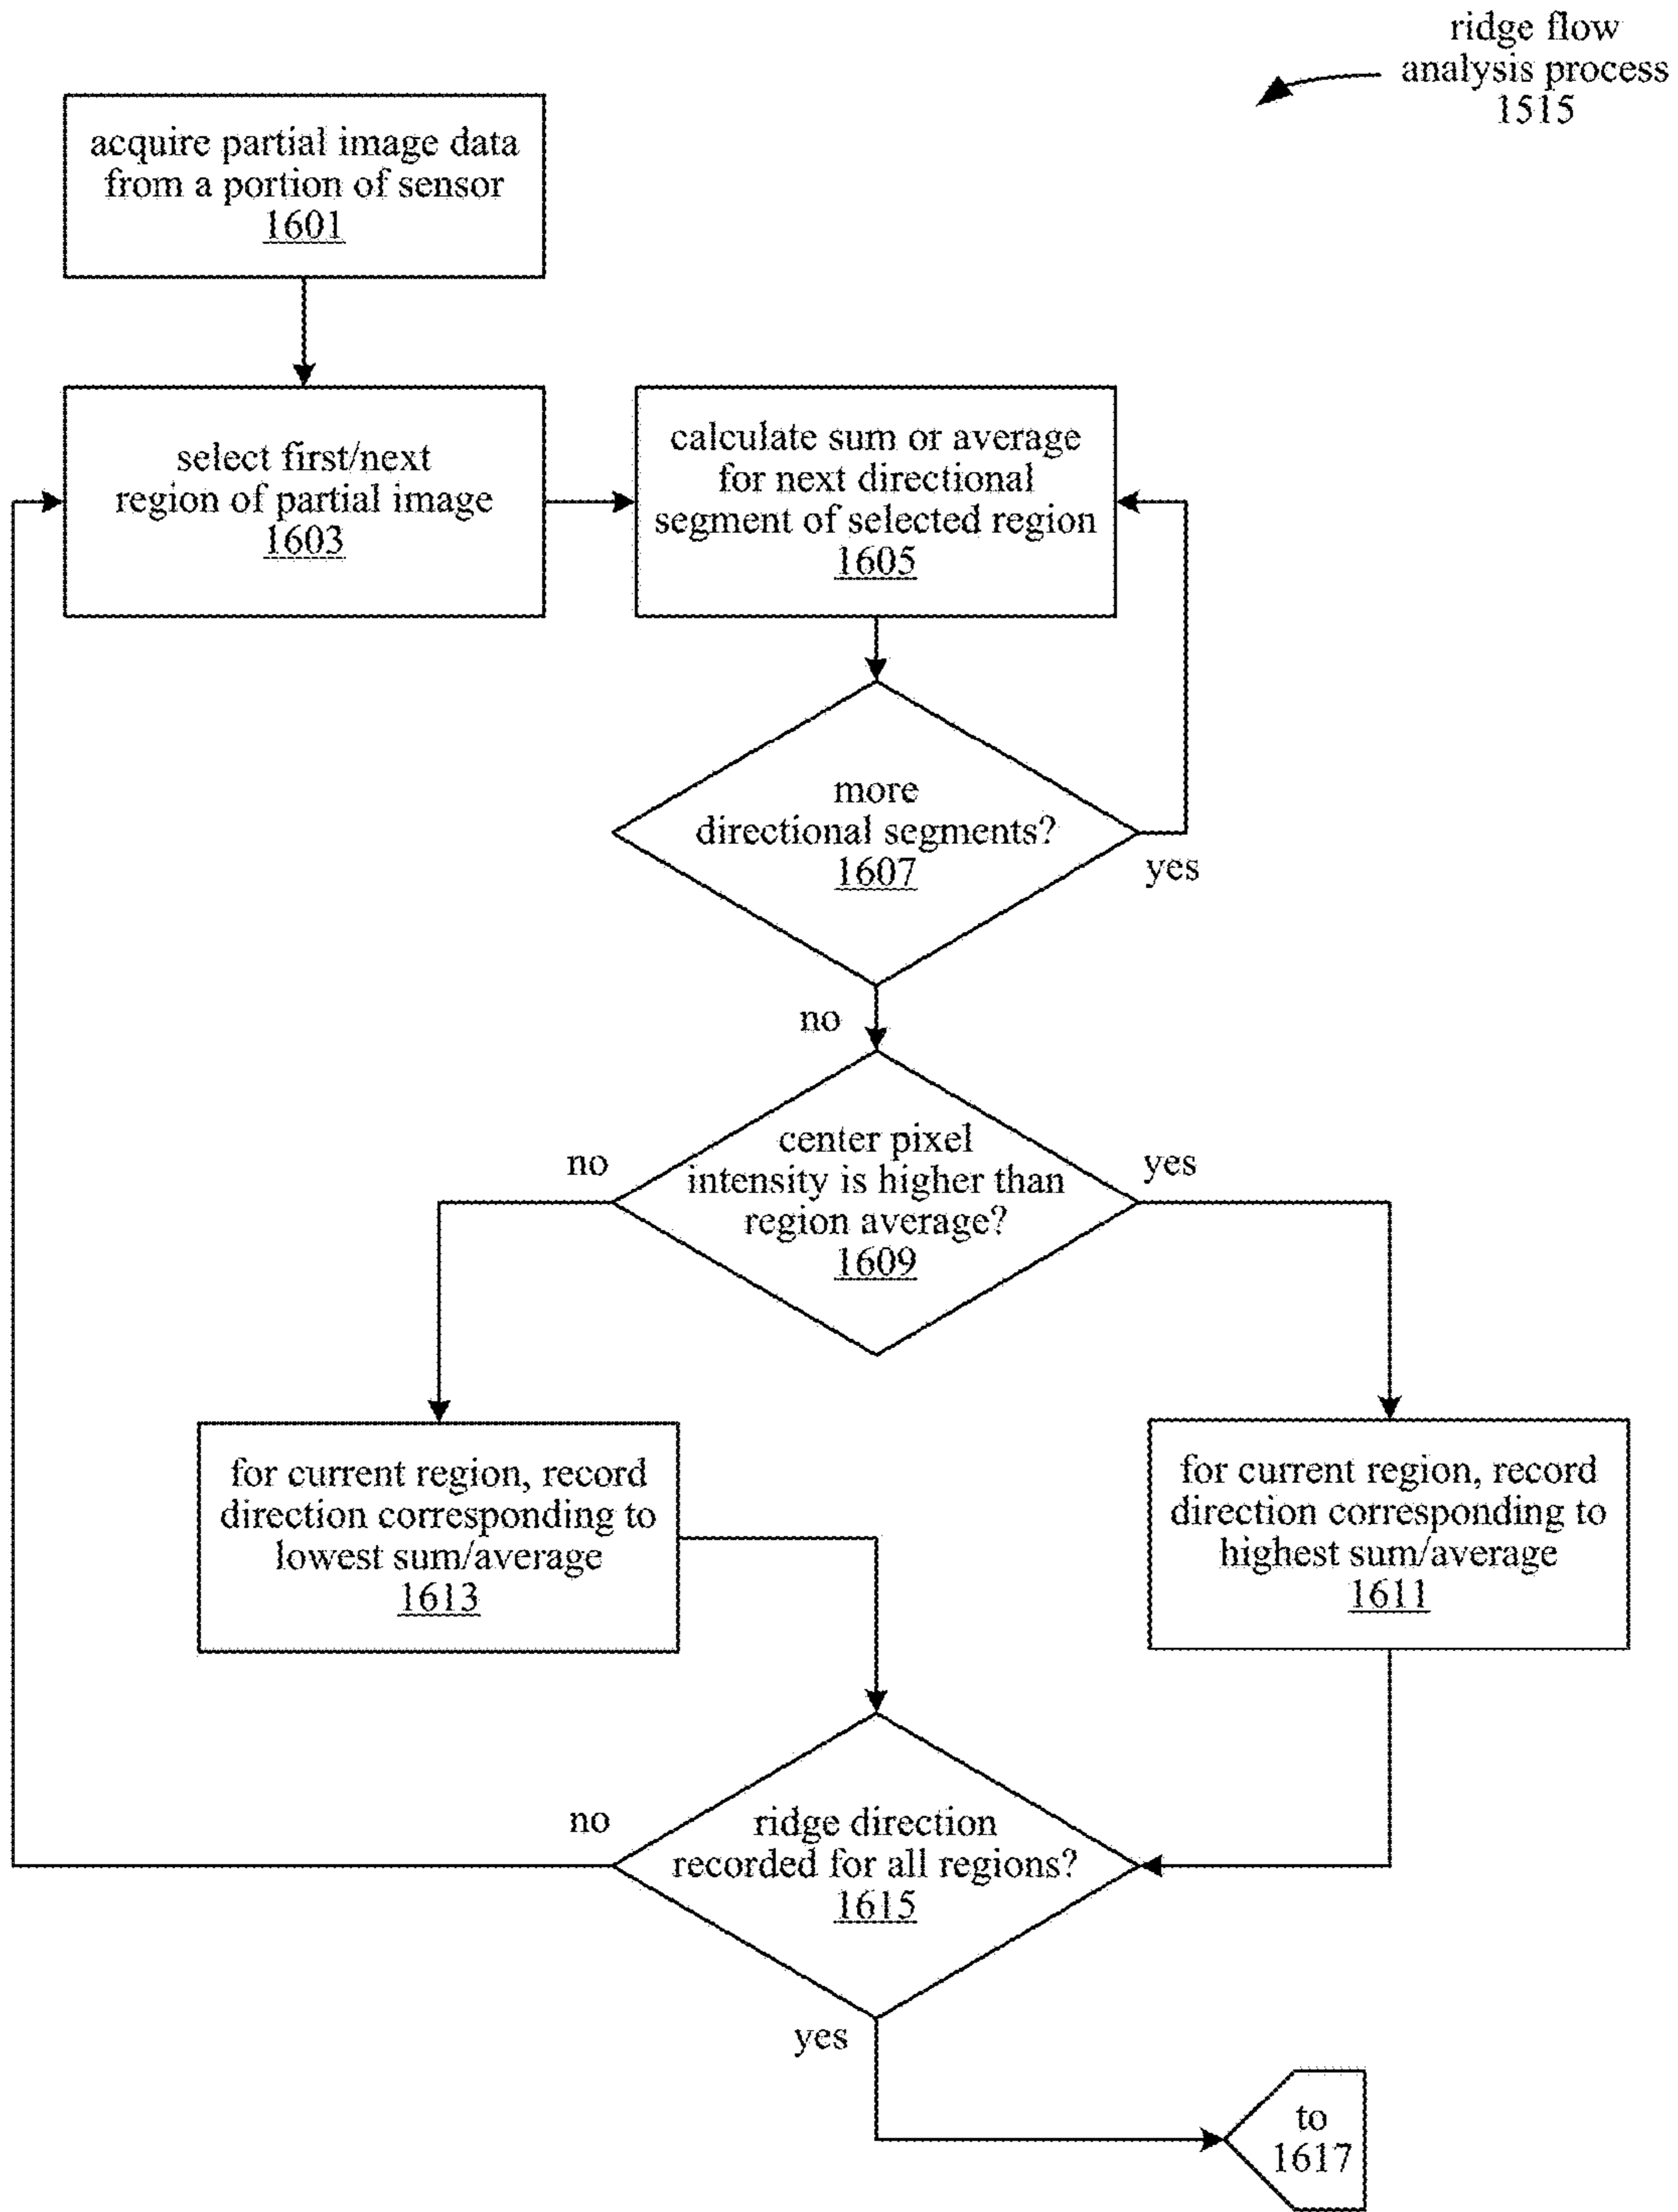 ridge flow
analysis process
1515
acquire partial image data
from a portion of sensor
1601
select first/next
region of partial image
1603
calculate sum or average
for next directional
segment of selected region
1605
more
directional segments?
1607
yes
no
center pixel
intensity is higher than
region average?
1609
no
yes
for current region, record
direction corresponding to
lowest sum/average
1613
for current region, record
direction corresponding to
highest sum/average
1611
ridge direction
recorded for all regions?
1615
no
yes
to
1617